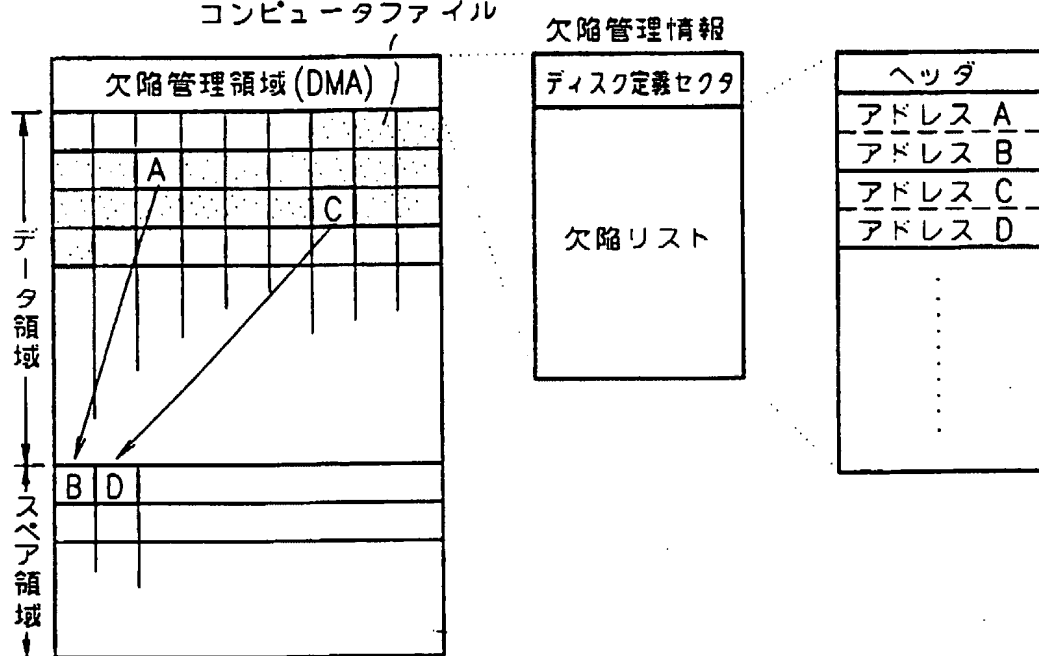 コンピュータファイル
欠陥管理領域(DMA)
A
C
データ領域
B D
スペア領域
欠陥管理情報
ディスク定義セクタ
欠陥リスト
ヘッダ
アドレス A
アドレス B
アドレス C
アドレス D